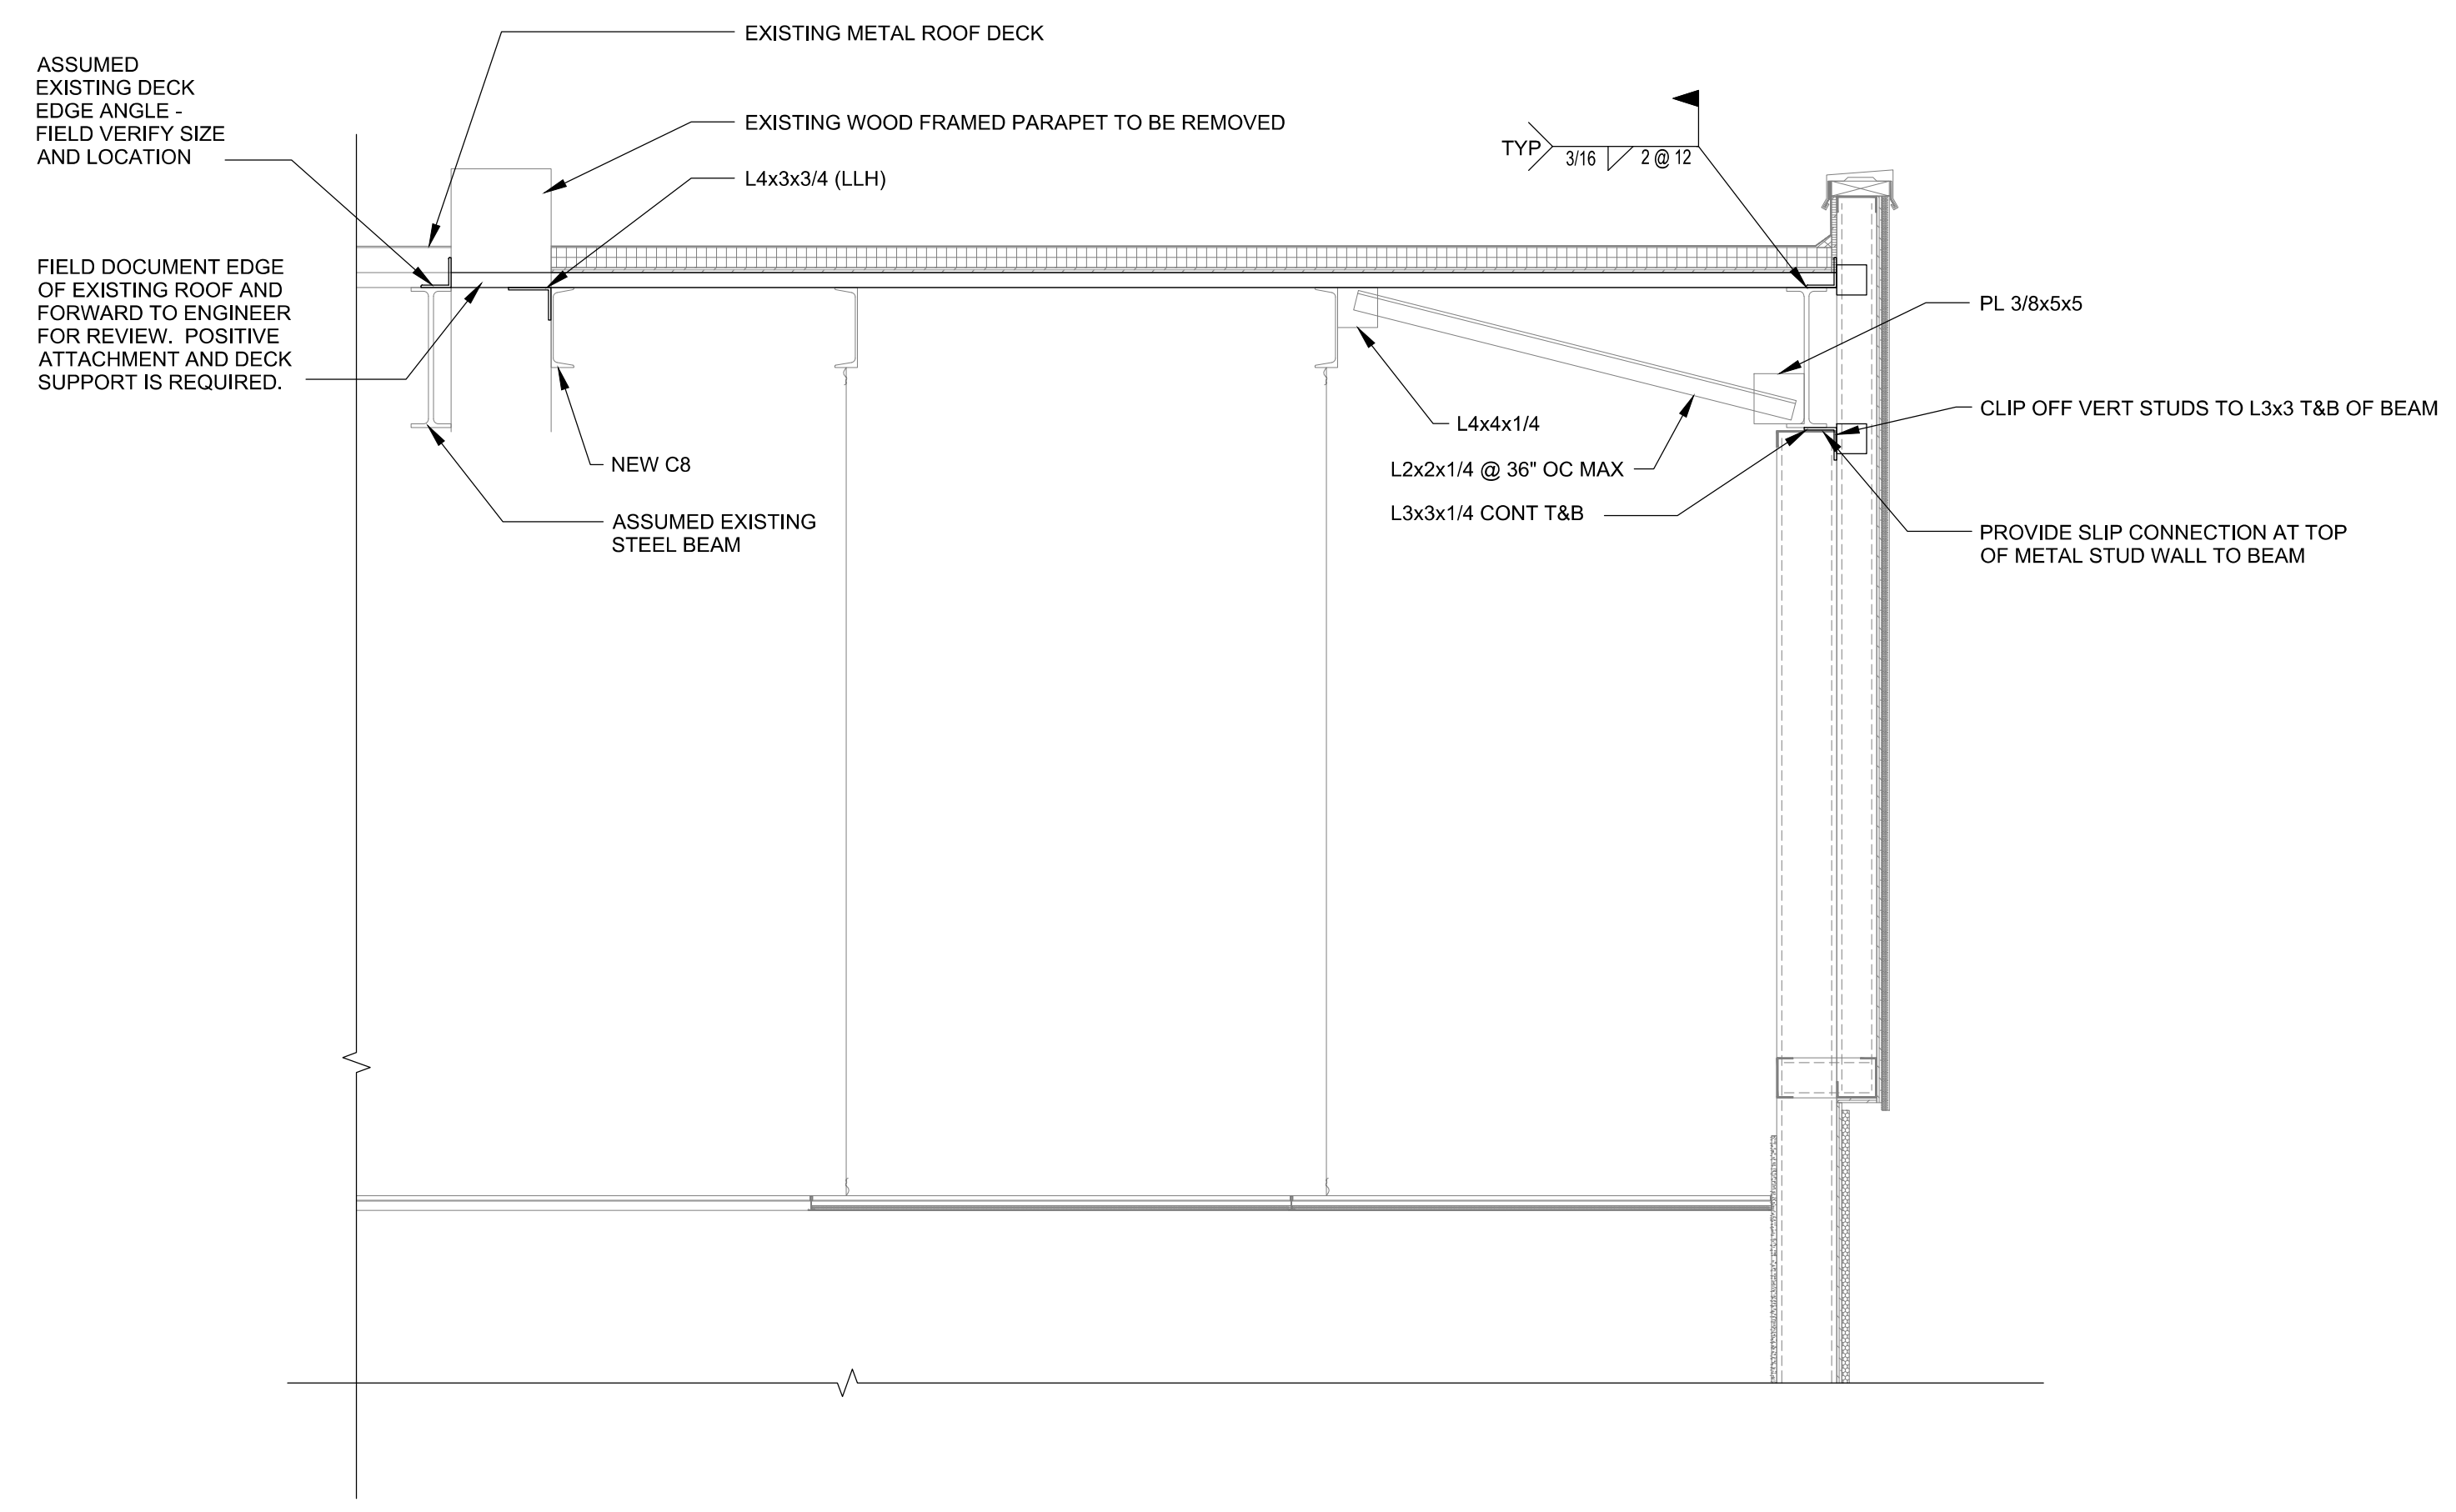 EXISTING METAL ROOF DECK
ASSUMED
EXISTING DECK
EDGE ANGLE -
FIELD VERIFY SIZE
AND LOCATION
EXISTING WOOD FRAMED PARAPET TO BE REMOVED
TYP
3/16
2 @ 12
L4x3x3/4 (LLH)
FIELD DOCUMENT EDGE
OF EXISTING ROOF AND
FORWARD TO ENGINEER
FOR REVIEW. POSITIVE
ATTACHMENT AND DECK
SUPPORT IS REQUIRED.
PL 3/8x5x5
CLIP OFF VERT STUDS TO L3x3 T&B OF BEAM
L4x4x1/4
NEW C8
L2x2x1/4 @ 36" OC MAX
L3x3x1/4 CONT T&B
ASSUMED EXISTING
STEEL BEAM
PROVIDE SLIP CONNECTION AT TOP
OF METAL STUD WALL TO BEAM